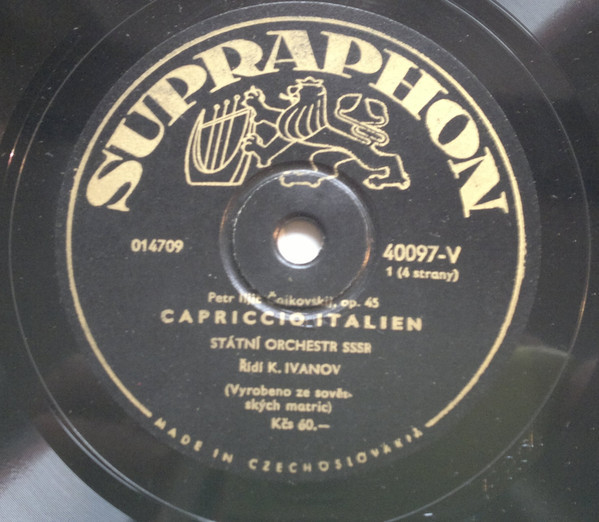 SUPRAPHON
014709
40097-V
1 (4 strany)
Petr Iljič Čajkovskij, op. 45
CAPRICCIO ITALIEN
STÁTNÍ ORCHESTR SSSR
Řídí K. IVANOV
(Vyrobeno ze sovět-
ských matric)
Kčs 60.—
MADE IN CZECHOSLOVAKIA